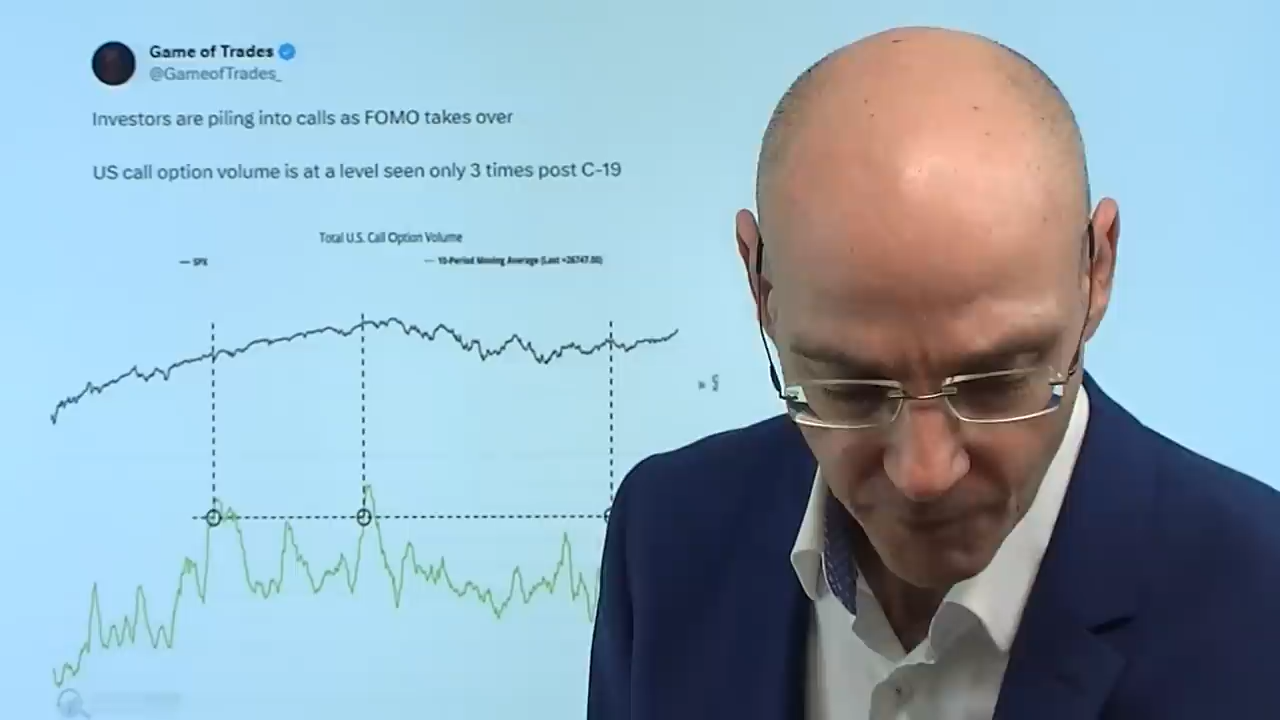 Game of Trades
@GameofTrades_
Investors are piling into calls as FOMO takes over
US call option volume is at a level seen only 3 times post C-19
Total U.S. Call Option Volume
— SPX
— 10-Period Moving Average (Last =26747.00)